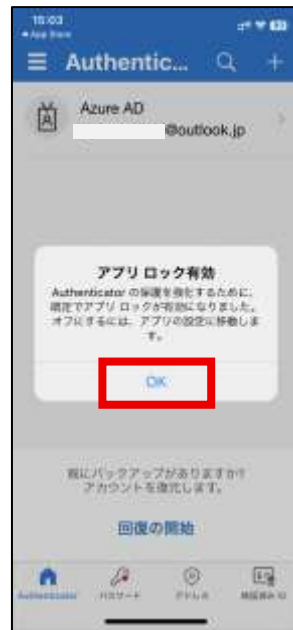 15:03
App Store
Authentic...
Azure AD
@outlook.jp
アプリ ロック有効
Authenticator の保護を強化するために、
既定でアプリ ロックが有効になりました。
オフにするには、アプリの設定に移動しま
す。
OK
既にバックアップがありますか?
アカウントを復元します。
回復の開始
Authenticator
パスワード
アドレス
検証済み ID